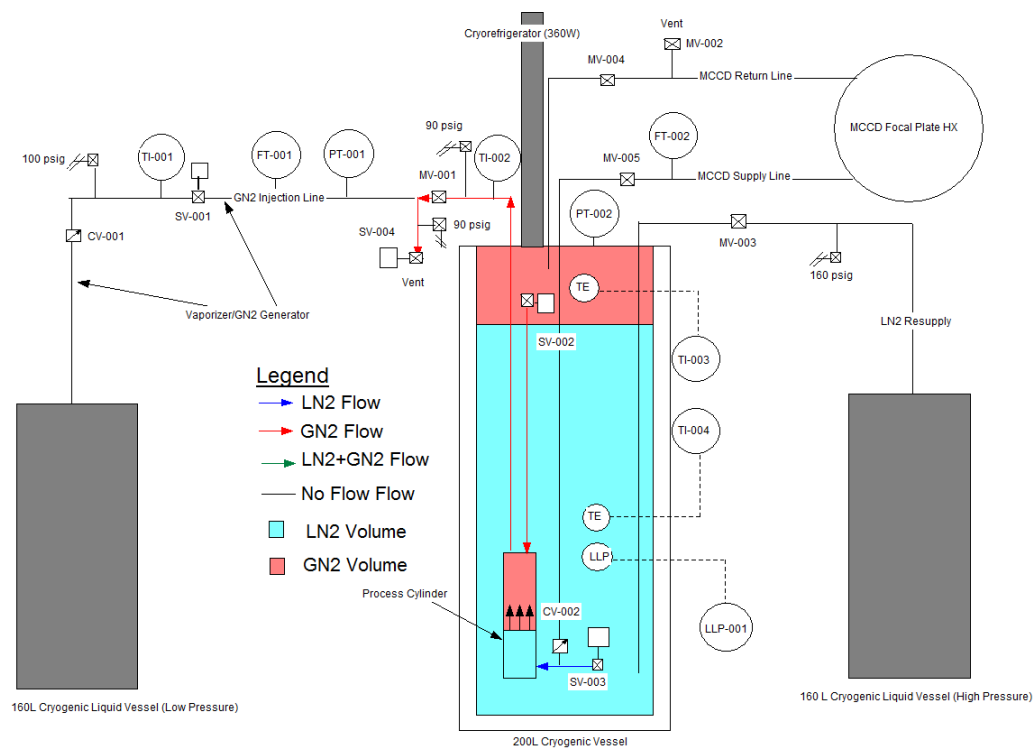 Cryorefrigerator (360W)
Vent
MV-002
MV-004
MCCD Return Line
MCCD Focal Plate HX
100 psig
TI-001
FT-001
PT-001
90 psig
TI-002
MV-001
MV-005
FT-002
MCCD Supply Line
SV-001
GN2 Injection Line
CV-001
SV-004
90 psig
Vent
PT-002
MV-003
160 psig
Vaporizer/GN2 Generator
TE
SV-002
LN2 Resupply
TI-003
Legend
LN2 Flow
GN2 Flow
LN2+GN2 Flow
No Flow Flow
LN2 Volume
GN2 Volume
TI-004
TE
LLP
Process Cylinder
CV-002
LLP-001
SV-003
160L Cryogenic Liquid Vessel (Low Pressure)
160 L Cryogenic Liquid Vessel (High Pressure)
200L Cryogenic Vessel